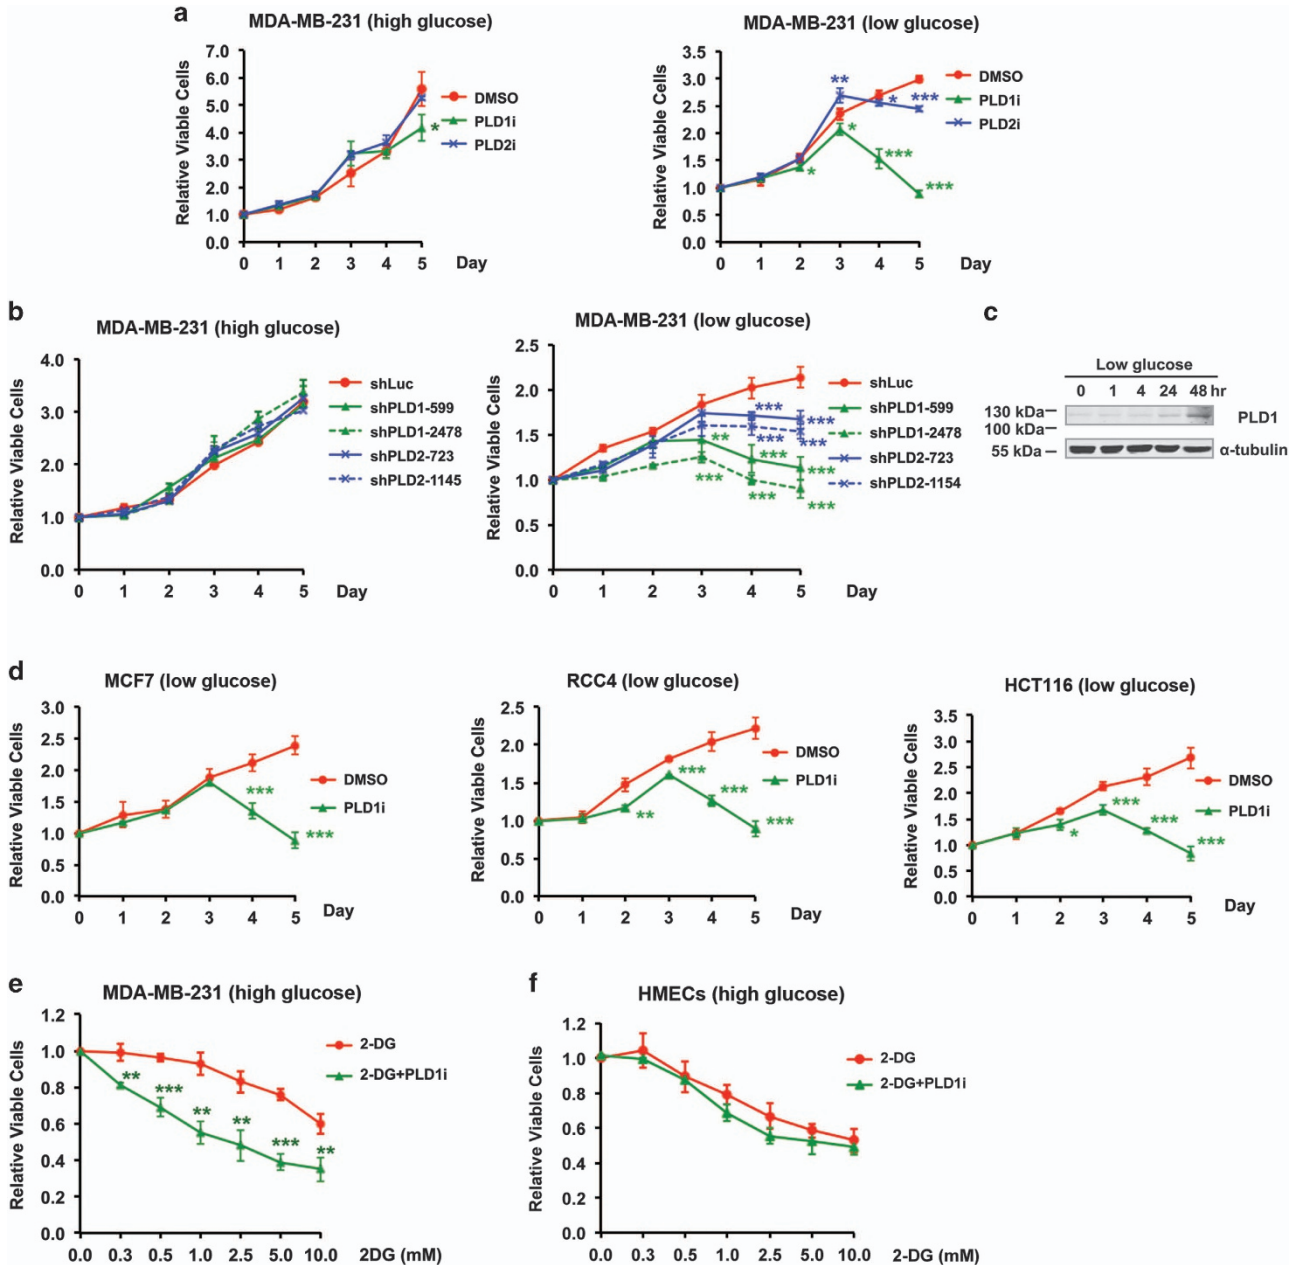 a
MDA-MB-231 (high glucose)
Relative Viable Cells
7.0
6.0
5.0
4.0
3.0
2.0
1.0
0.0
0 1 2 3 4 5 Day
DMSO
PLD1i
PLD2i
*
MDA-MB-231 (low glucose)
Relative Viable Cells
3.5
3.0
2.5
2.0
1.5
1.0
0.5
0.0
0 1 2 3 4 5 Day
DMSO
PLD1i
PLD2i
** * ***
* * *** ***
b
MDA-MB-231 (high glucose)
Relative Viable Cells
4.0
3.0
2.0
1.0
0.0
0 1 2 3 4 5 Day
shLuc
shPLD1-599
shPLD1-2478
shPLD2-723
shPLD2-1145
MDA-MB-231 (low glucose)
Relative Viable Cells
2.5
2.0
1.5
1.0
0.5
0.0
0 1 2 3 4 5 Day
shLuc
shPLD1-599
shPLD1-2478
shPLD2-723
shPLD2-1154
*** ***
*** ***
** *** ***
*** *** ***
c
Low glucose
0 1 4 24 48 hr
130 kDa
100 kDa
PLD1
55 kDa
α-tubulin
d
MCF7 (low glucose)
Relative Viable Cells
3.0
2.5
2.0
1.5
1.0
0.5
0.0
0 1 2 3 4 5 Day
DMSO
PLD1i
*** ***
RCC4 (low glucose)
Relative Viable Cells
2.5
2.0
1.5
1.0
0.5
0.0
0 1 2 3 4 5 Day
DMSO
PLD1i
** *** *** ***
HCT116 (low glucose)
Relative Viable Cells
3.5
3.0
2.5
2.0
1.5
1.0
0.5
0.0
0 1 2 3 4 5 Day
DMSO
PLD1i
* *** *** ***
e
MDA-MB-231 (high glucose)
Relative Viable Cells
1.2
1.0
0.8
0.6
0.4
0.2
0.0
0.0 0.3 0.5 1.0 2.5 5.0 10.0 2DG (mM)
2-DG
2-DG+PLD1i
** *** ** ** *** **
f
HMECs (high glucose)
Relative Viable Cells
1.2
1.0
0.8
0.6
0.4
0.2
0.0
0.0 0.3 0.5 1.0 2.5 5.0 10.0 2-DG (mM)
2-DG
2-DG+PLD1i